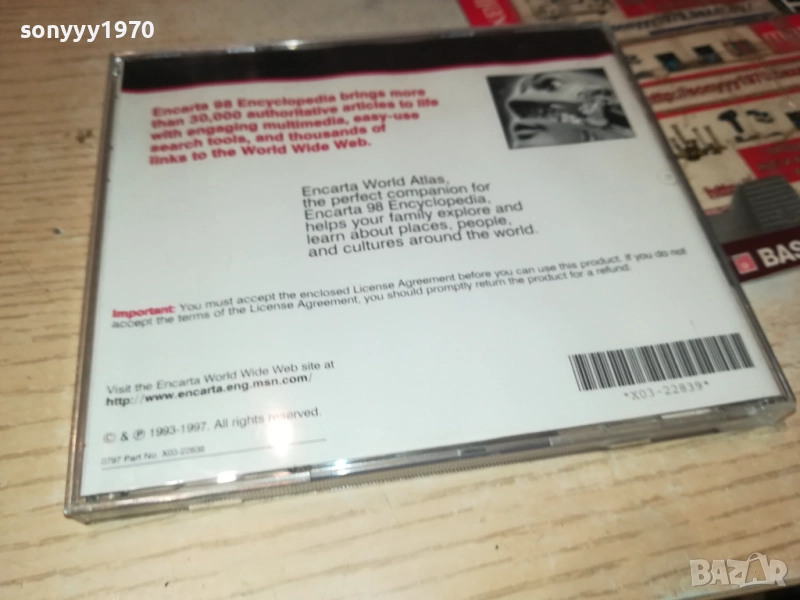 sonyyy1970
Encarta 98 Encyclopedia brings more
than 30,000 authoritative articles to life
with engaging multimedia, easy-use
search tools, and thousands of
links to the World Wide Web.
Encarta World Atlas,
the perfect companion for
Encarta 98 Encyclopedia,
helps your family explore and
learn about places, people,
and cultures around the world.
Important: You must accept the enclosed License Agreement before you can use this product. If you do not
accept the terms of the License Agreement, you should promptly return the product for a refund.
Visit the Encarta World Wide Web site at
http://www.encarta.eng.msn.com/
*X03-22839*
© & ℗ 1993-1997. All rights reserved.
0797 Part No. X03-22838
BAS
BAZAR